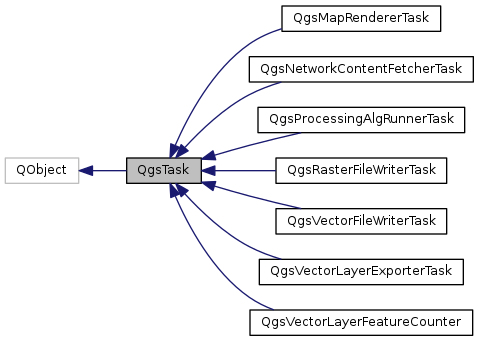 QgsMapRendererTask
QgsNetworkContentFetcherTask
QgsProcessingAlgRunnerTask
QObject
QgsTask
QgsRasterFileWriterTask
QgsVectorFileWriterTask
QgsVectorLayerExporterTask
QgsVectorLayerFeatureCounter